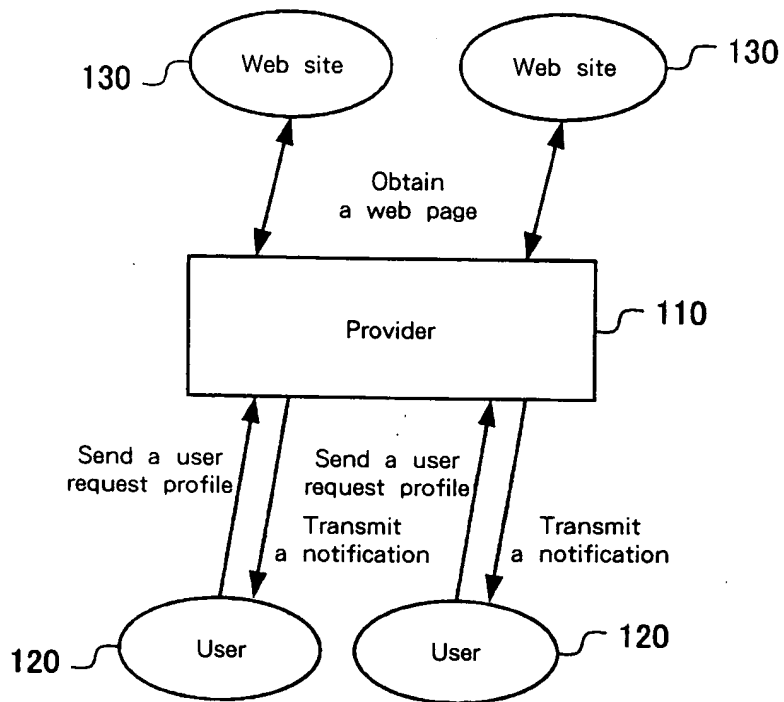 130
Web site
Web site
130
Obtain
a web page
Provider
110
Send a user
request profile
Send a user
request profile
Transmit
a notification
Transmit
a notification
120
User
User
120